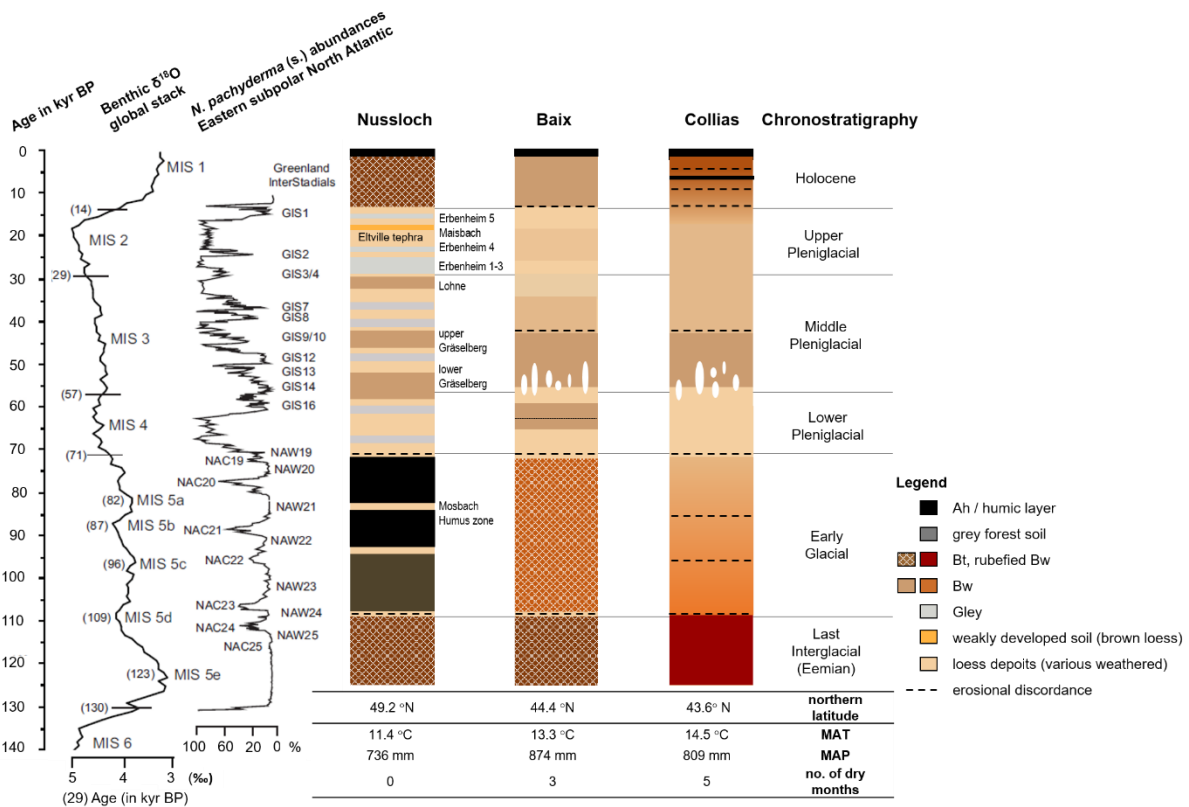 Age in kyr BP
Benthic δ¹⁸O
global stack
N. pachyderma (s.) abundances
Eastern subpolar North Atlantic
Nussloch
Baix
Collias
Chronostratigraphy
0
10
20
30
40
50
60
70
80
90
100
110
120
130
140
MIS 1
(14)
MIS 2
29)
MIS 3
(57)
MIS 4
(71)
(82) MIS 5a
(87) MIS 5b
(96) MIS 5c
(109) MIS 5d
(123) MIS 5e
(130)
MIS 6
5 4 3 (‰)
(29) Age (in kyr BP)
Greenland
InterStadials
GIS1
GIS2
GIS3/4
GIS7
GIS8
GIS9/10
GIS12
GIS13
GIS14
GIS16
NAW19
NAC19
NAW20
NAC20
NAW21
NAC21
NAW22
NAC22
NAW23
NAC23
NAW24
NAC24
NAW25
NAC25
100 60 20 0 %
Eltville tephra
Erbenheim 5
Maisbach
Erbenheim 4
Erbenheim 1-3
Lohne
upper
Gräselberg
lower
Gräselberg
Mosbach
Humus zone
Holocene
Upper
Pleniglacial
Middle
Pleniglacial
Lower
Pleniglacial
Early
Glacial
Last
Interglacial
(Eemian)
49.2 °N 44.4 °N 43.6° N northern
latitude
11.4 °C 13.3 °C 14.5 °C MAT
736 mm 874 mm 809 mm MAP
0 3 5 no. of dry
months
Legend
Ah / humic layer
grey forest soil
Bt, rubefied Bw
Bw
Gley
weakly developed soil (brown loess)
loess depoits (various weathered)
erosional discordance